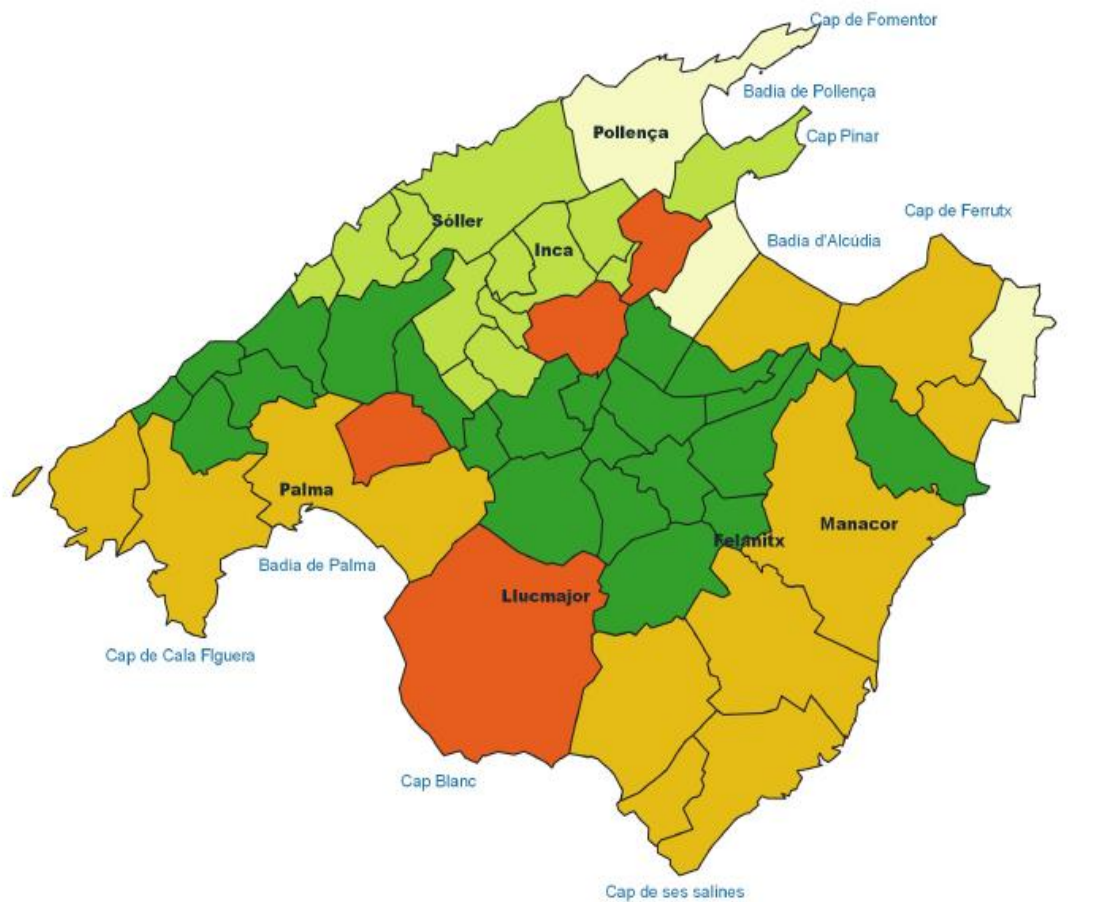 Cap de Fomentor
Badia de Pollença
Pollença
Cap Pinar
Cap de Ferrutx
Sóller
Badia d'Alcúdia
Inca
Palma
Manacor
Felanitx
Badia de Palma
Llucmajor
Cap de Cala FIguera
Cap Blanc
Cap de ses salines